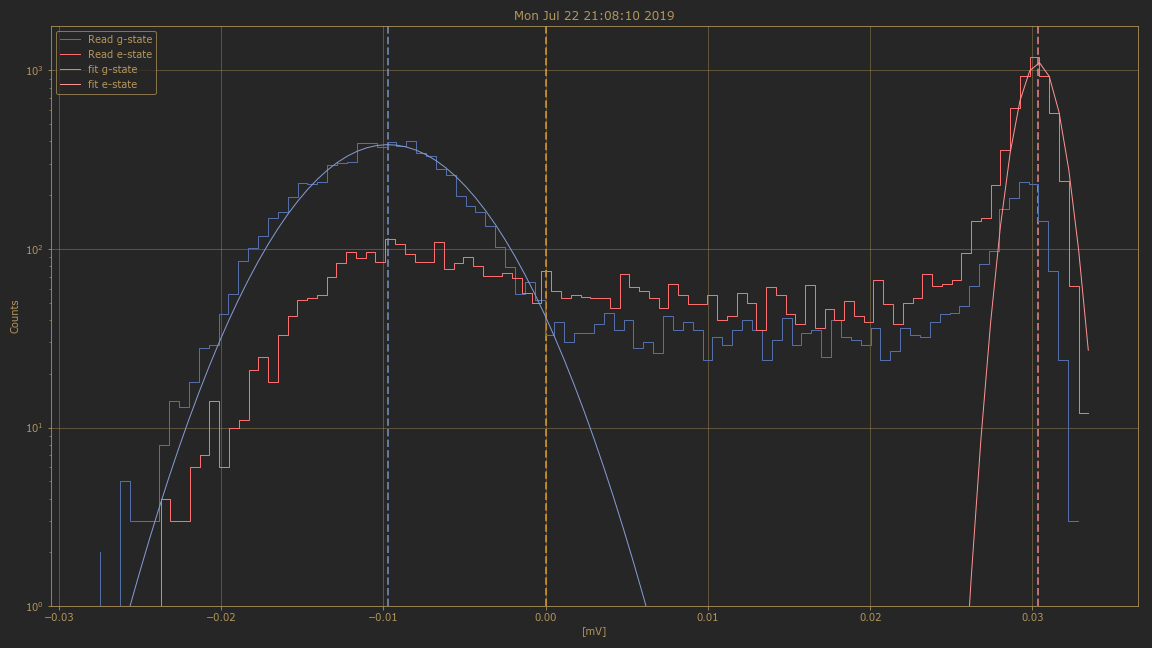 Mon Jul 22 21:08:10 2019
Read g-state
Read e-state
fit g-state
fit e-state
10³
10²
10¹
10⁰
Counts
−0.03 −0.02 −0.01 0.00 0.01 0.02 0.03
[mV]